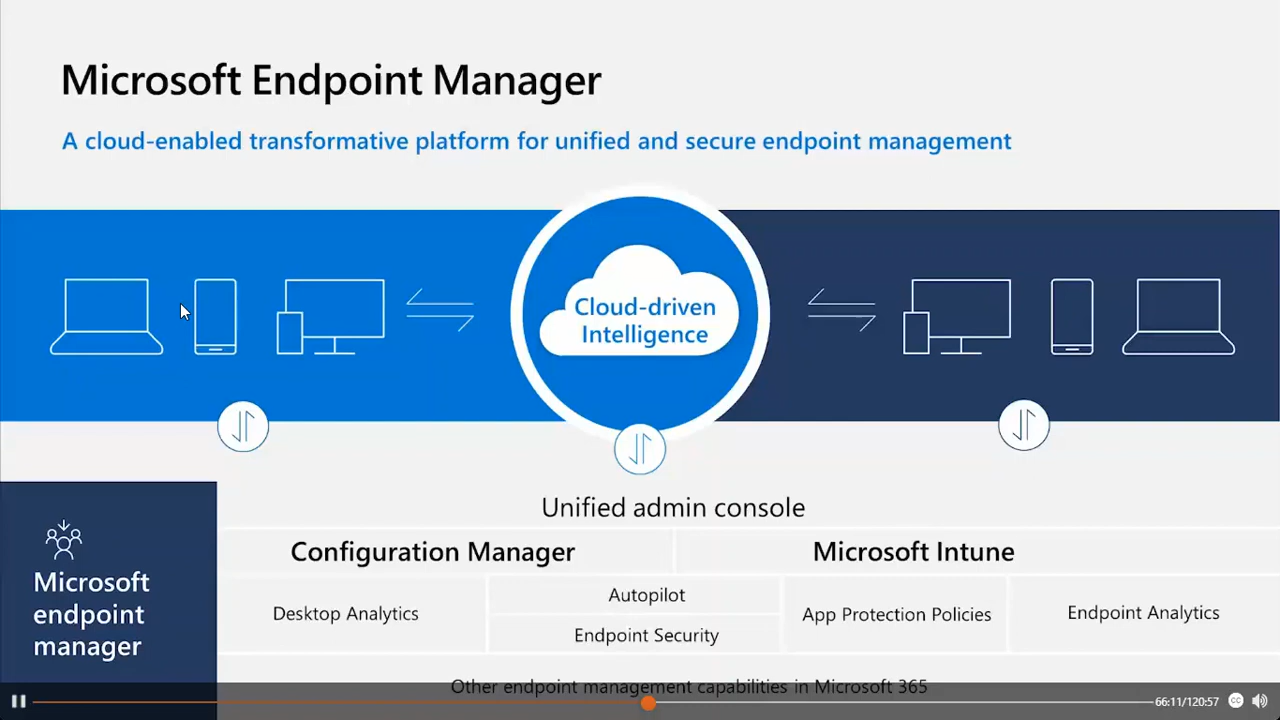 Microsoft Endpoint Manager
A cloud-enabled transformative platform for unified and secure endpoint management
Cloud-driven
Intelligence
Unified admin console
Configuration Manager
Microsoft Intune
Microsoft
endpoint
manager
Desktop Analytics
Autopilot
Endpoint Security
App Protection Policies
Endpoint Analytics
Other endpoint management capabilities in Microsoft 365
66:11/120:57
CC